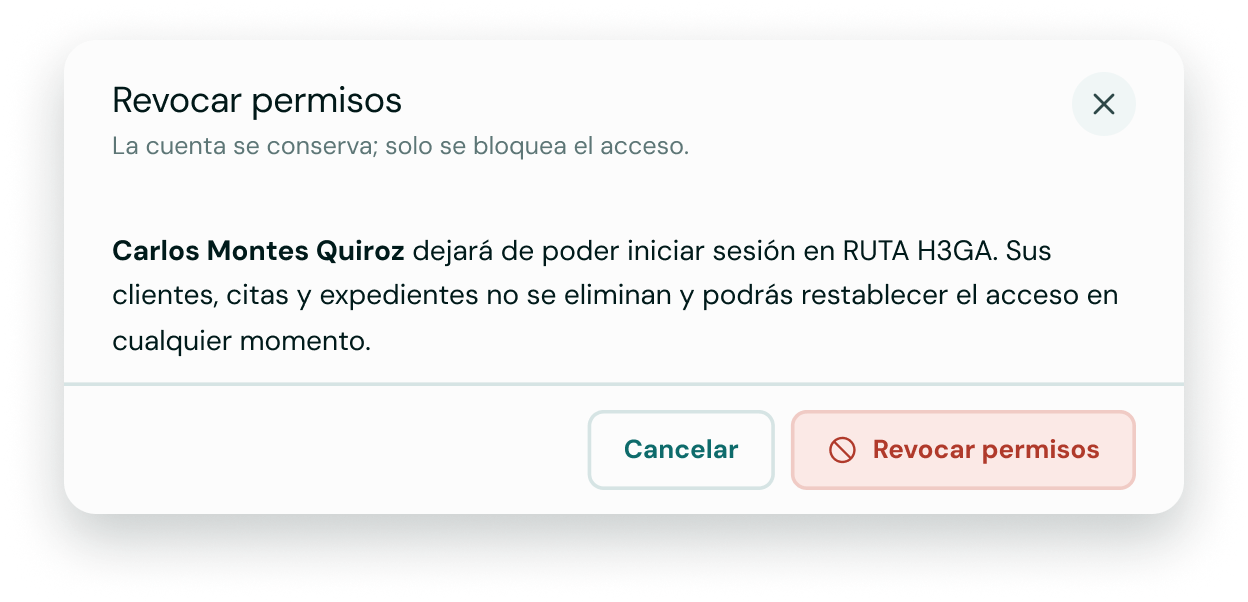 Revocar permisos
La cuenta se conserva; solo se bloquea el acceso.
Carlos Montes Quiroz dejará de poder iniciar sesión en RUTA H3GA. Sus
clientes, citas y expedientes no se eliminan y podrás restablecer el acceso en
cualquier momento.
Cancelar
Revocar permisos